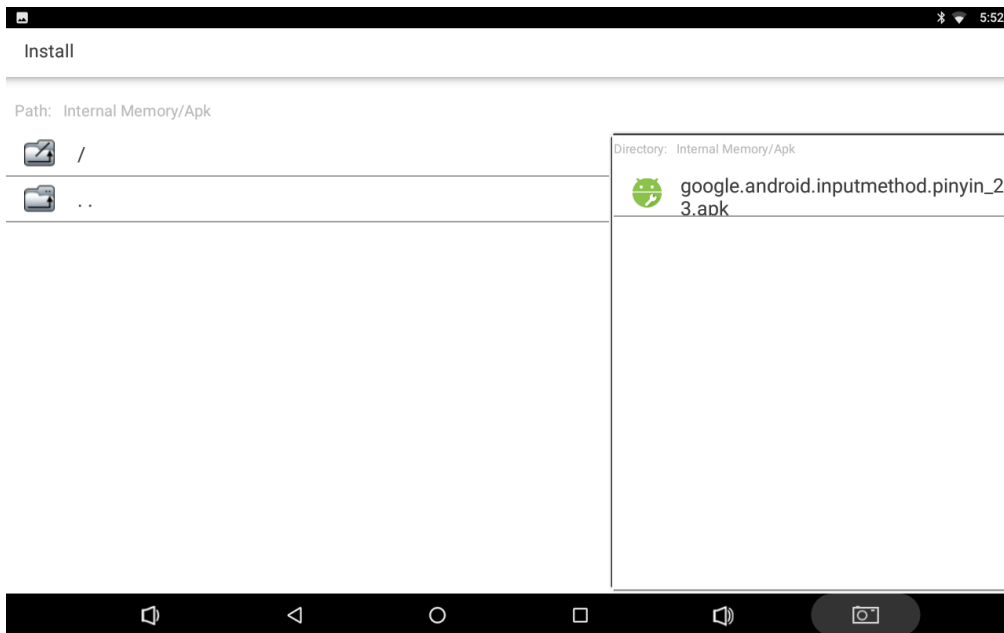 5:52
Install
Path: Internal Memory/Apk
/
. .
Directory: Internal Memory/Apk
google.android.inputmethod.pinyin_2
3.apk